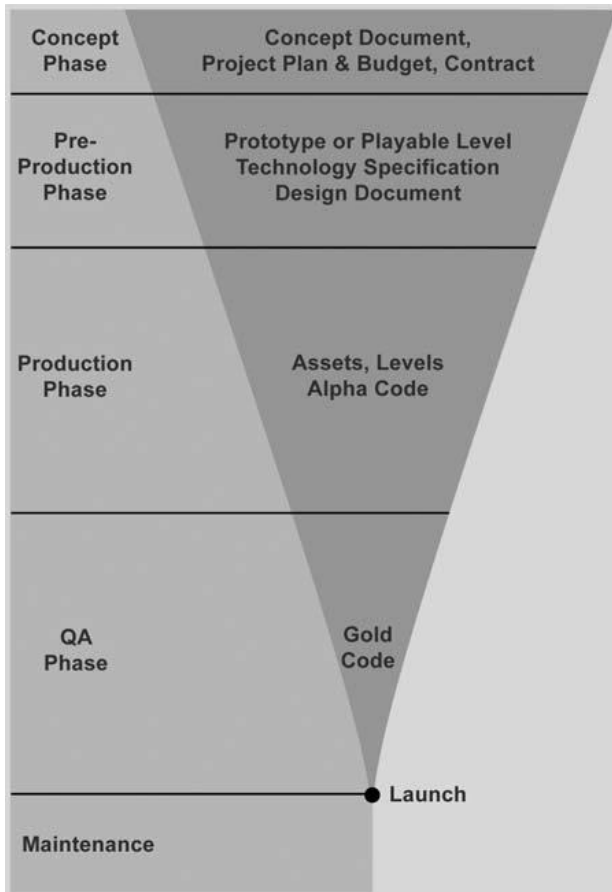 Concept
Phase
Concept Document,
Project Plan & Budget, Contract
Pre-
Production
Phase
Prototype or Playable Level
Technology Specification
Design Document
Production
Phase
Assets, Levels
Alpha Code
QA
Phase
Gold
Code
Launch
Maintenance